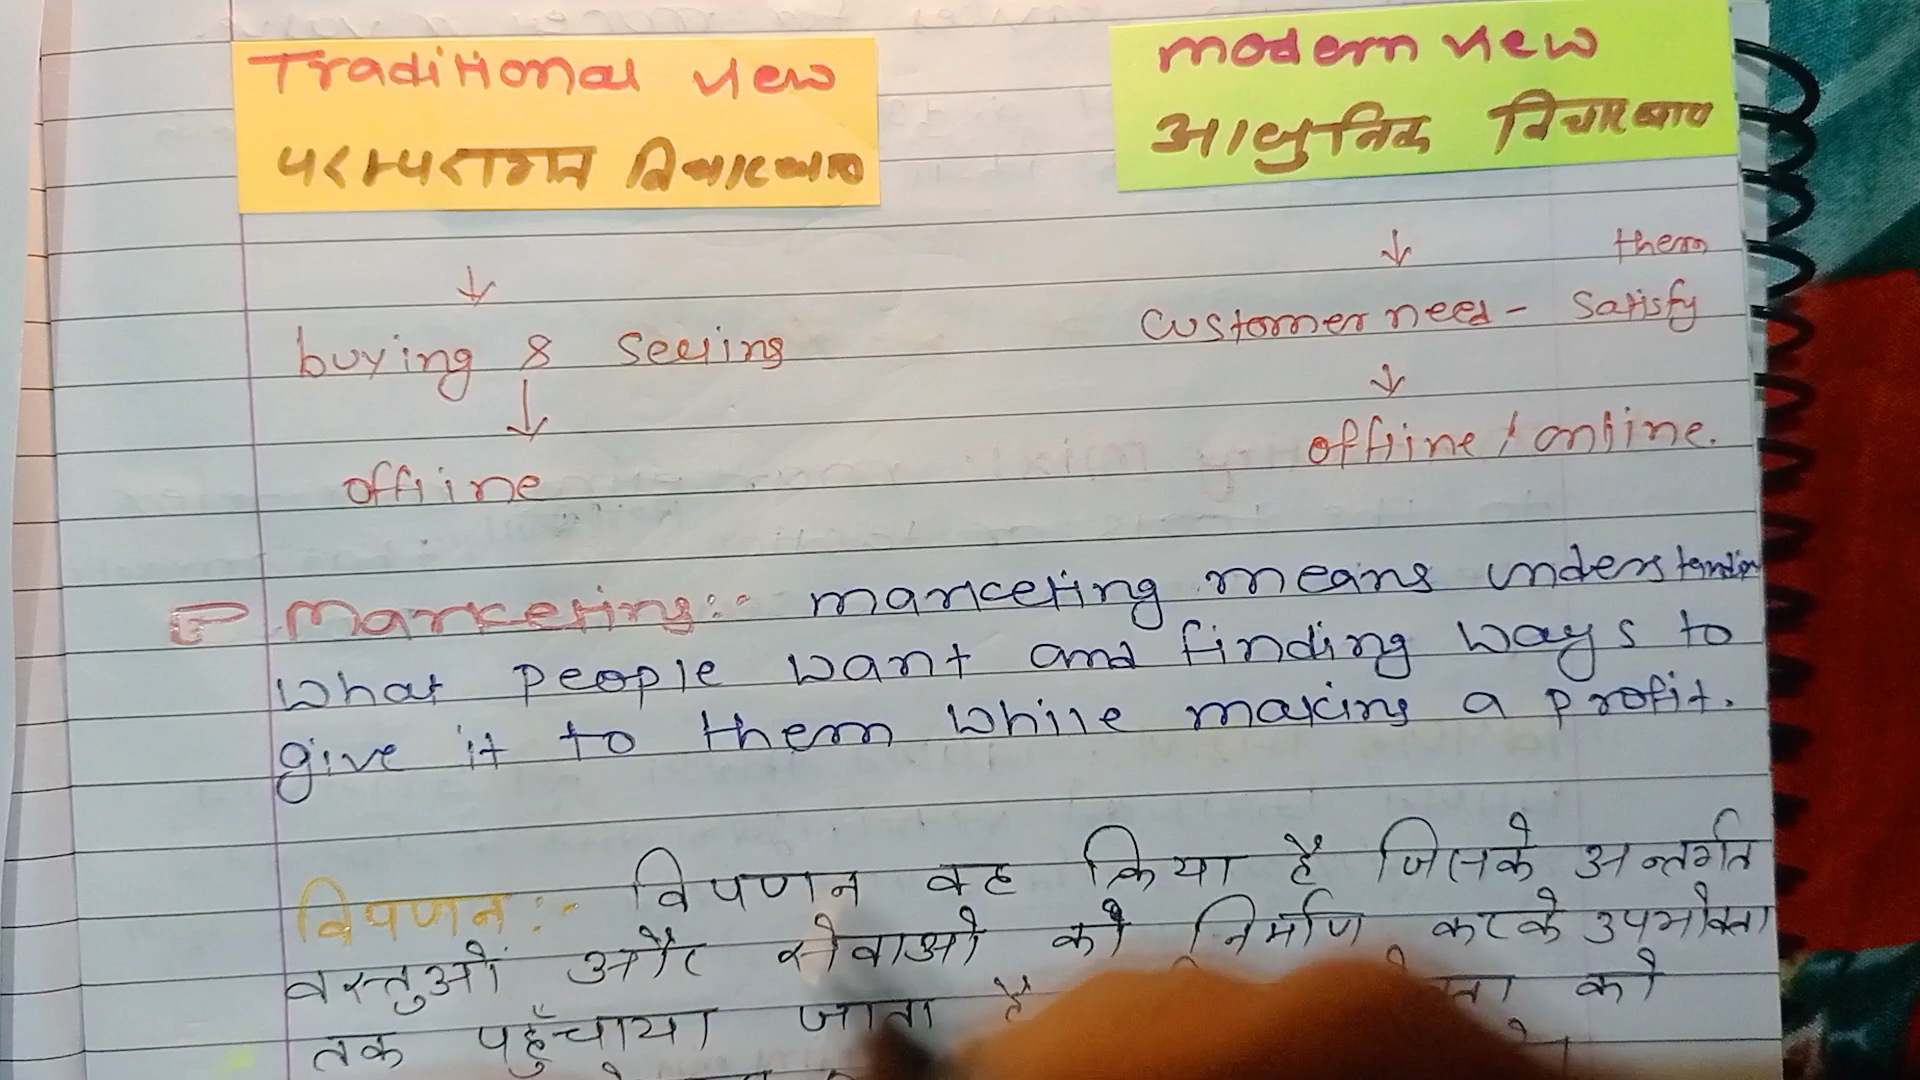 Traditional view
परम्परागत विचारधारा
modern view
आधुनिक विचारधारा
buying & selling
offline
them
Customer need - Satisfy
offline / online.
Marketing:- marketing means understanding
what people want and finding ways to
give it to them while making a profit.
विपणन:- विपणन वह क्रिया है जिसके अन्तर्गत
वस्तुओं और सेवाओ को निर्माण करके उपभोक्ता
तक पहुँचाया जाता है को